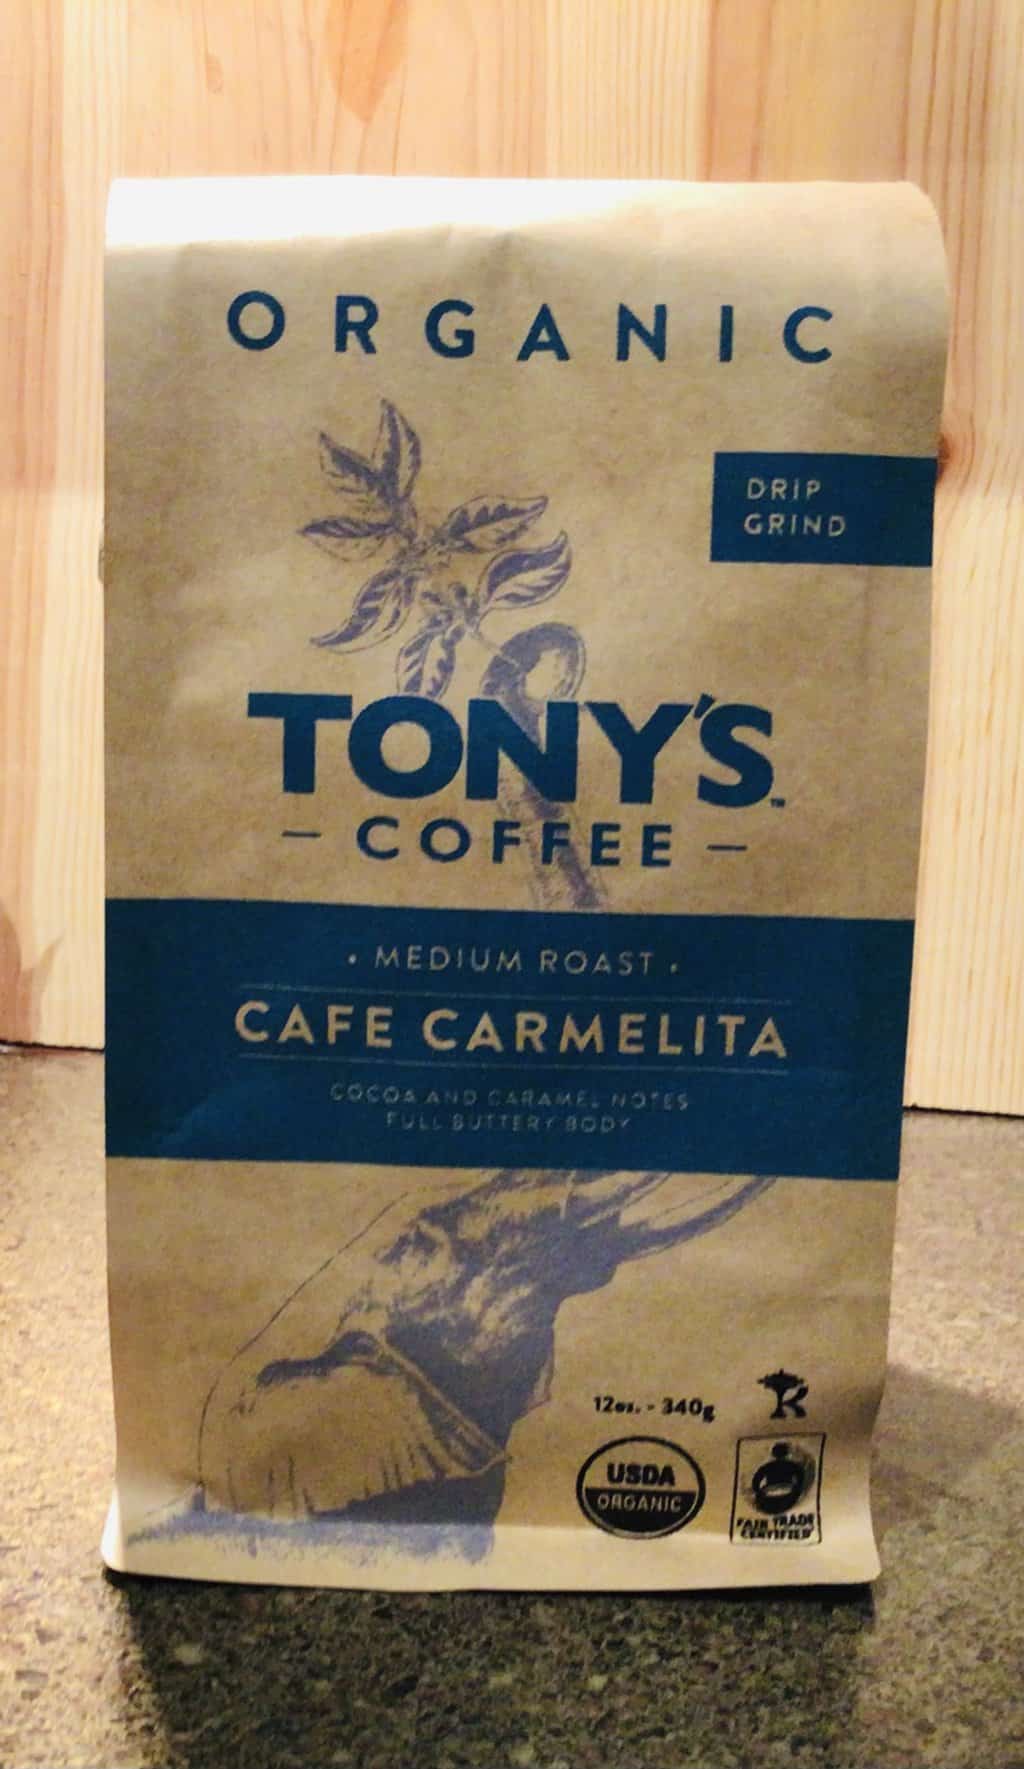 ORGANIC
DRIP
GRIND
TONY'S™
– COFFEE –
• MEDIUM ROAST •
CAFE CARMELITA
COCOA AND CARAMEL NOTES
FULL BUTTERY BODY
12oz. - 340g
K
USDA
ORGANIC
FAIR TRADE
CERTIFIED